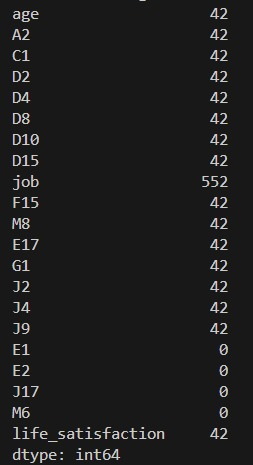 age 42
A2 42
C1 42
D2 42
D4 42
D8 42
D10 42
D15 42
job 552
F15 42
M8 42
E17 42
G1 42
J2 42
J4 42
J9 42
E1 0
E2 0
J17 0
M6 0
life_satisfaction 42
dtype: int64